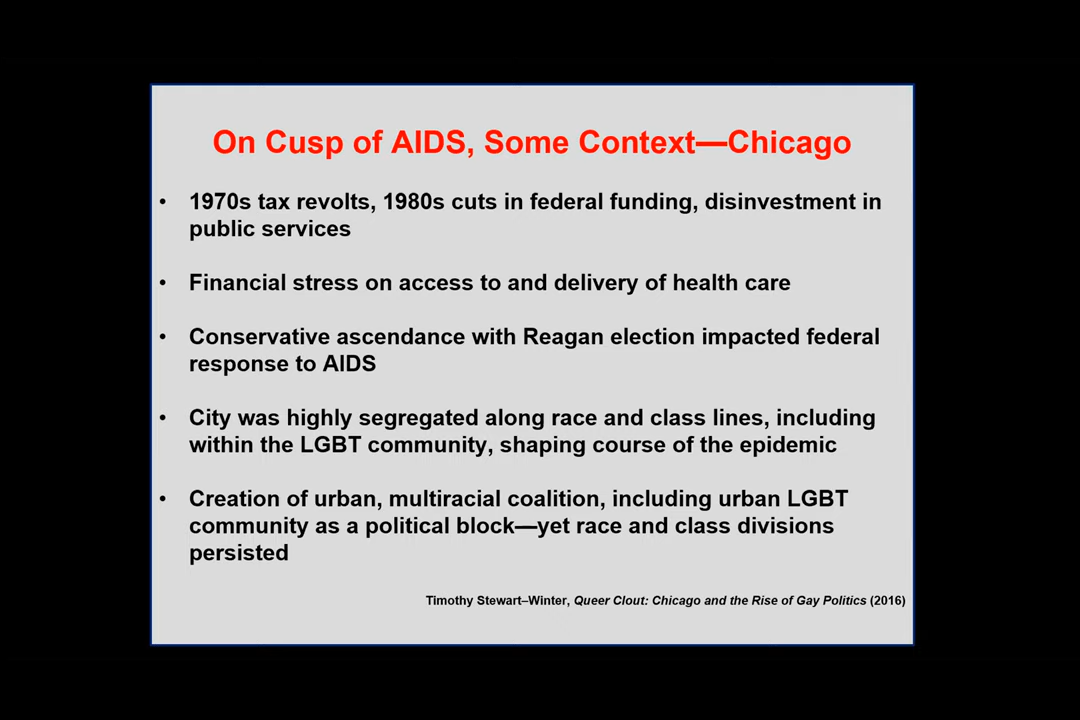 On Cusp of AIDS, Some Context—Chicago
• 1970s tax revolts, 1980s cuts in federal funding, disinvestment in
public services
• Financial stress on access to and delivery of health care
• Conservative ascendance with Reagan election impacted federal
response to AIDS
• City was highly segregated along race and class lines, including
within the LGBT community, shaping course of the epidemic
• Creation of urban, multiracial coalition, including urban LGBT
community as a political block—yet race and class divisions
persisted
Timothy Stewart–Winter, Queer Clout: Chicago and the Rise of Gay Politics (2016)